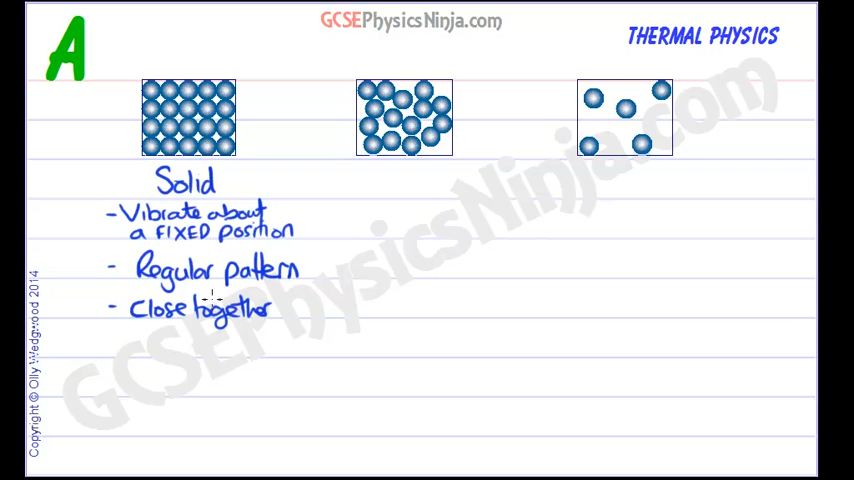 GCSEPhysicsNinja.com
A
THERMAL PHYSICS
Solid
- Vibrate about
a FIXED position
- Regular pattern
- Close together
GCSEPhysicsNinja.com
Copyright © Olly Wedgwood 2014